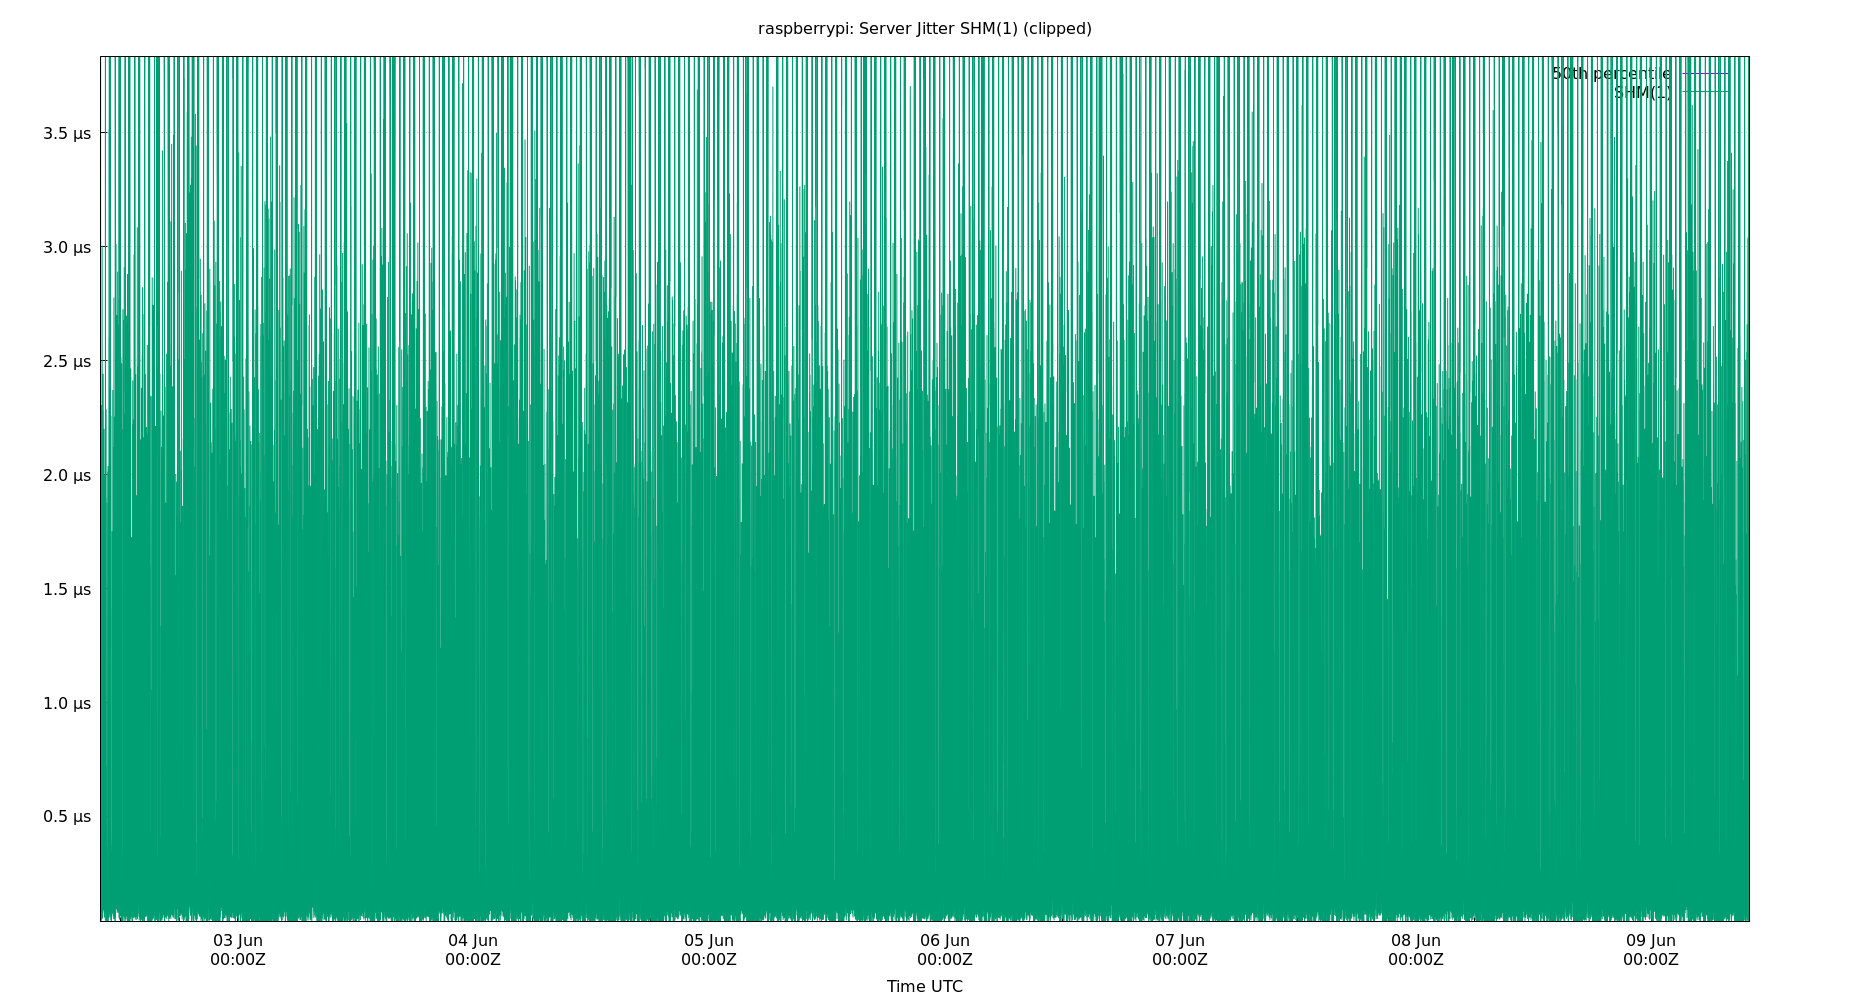 raspberrypi: Server Jitter SHM(1) (clipped)
50th percentile
SHM(1)
3.5 µs
3.0 µs
2.5 µs
2.0 µs
1.5 µs
1.0 µs
0.5 µs
03 Jun 04 Jun 05 Jun 06 Jun 07 Jun 08 Jun 09 Jun
00:00Z 00:00Z 00:00Z 00:00Z 00:00Z 00:00Z 00:00Z
Time UTC